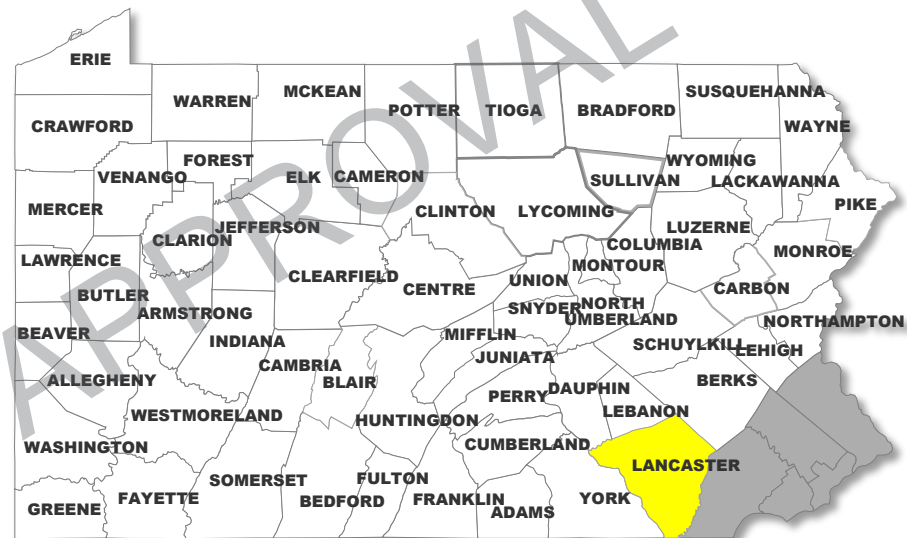 ERIE
WARREN
MCKEAN
POTTER
TIOGA
BRADFORD
SUSQUEHANNA
CRAWFORD
WAYNE
FOREST
WYOMING
VENANGO
ELK
CAMERON
SULLIVAN
LACKAWANNA
MERCER
CLINTON
LYCOMING
PIKE
JEFFERSON
LUZERNE
CLARION
COLUMBIA
MONROE
LAWRENCE
MONTOUR
CLEARFIELD
UNION
CENTRE
CARBON
BUTLER
ARMSTRONG
SNYDER
NORTH
UMBERLAND
NORTHAMPTON
BEAVER
MIFFLIN
INDIANA
SCHUYLKILL
LEHIGH
JUNIATA
CAMBRIA
ALLEGHENY
BLAIR
BERKS
PERRY
DAUPHIN
WESTMORELAND
LEBANON
HUNTINGDON
WASHINGTON
CUMBERLAND
LANCASTER
SOMERSET
FULTON
FAYETTE
BEDFORD
FRANKLIN
YORK
GREENE
ADAMS
APPROVAL